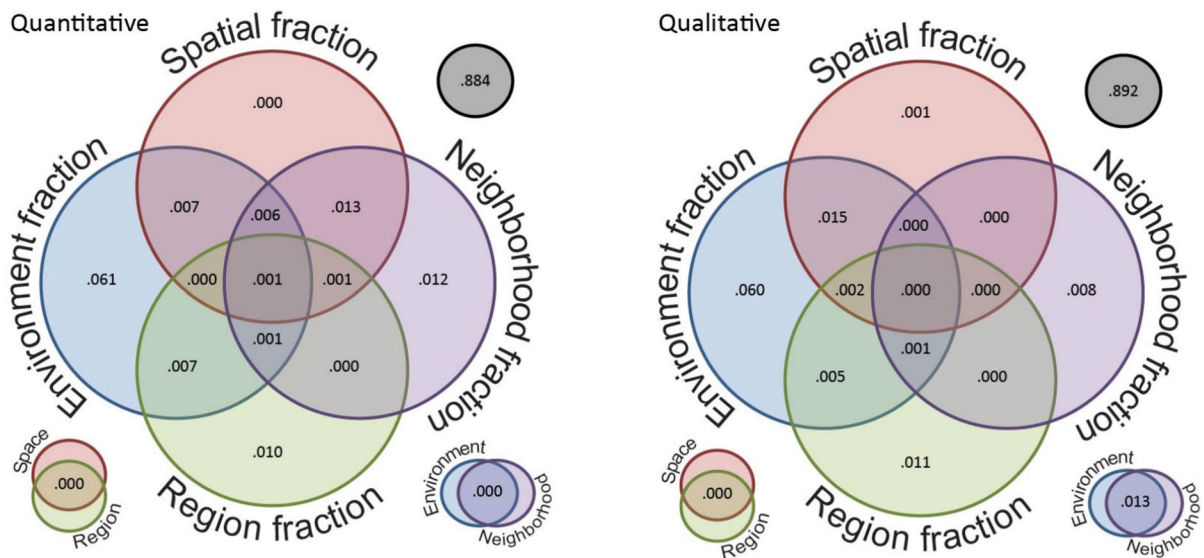 Quantitative
Spatial fraction
.884
.000
Environment fraction
Neighborhood fraction
.007
.006
.013
.061
.000
.001
.001
.012
.001
.007
.000
.010
Region fraction
Space
.000
Region
Environment
.000
Neighborhood
Qualitative
Spatial fraction
.892
.001
Environment fraction
Neighborhood fraction
.015
.000
.000
.060
.002
.000
.000
.008
.001
.005
.000
.011
Region fraction
Space
.000
Region
Environment
.013
Neighborhood